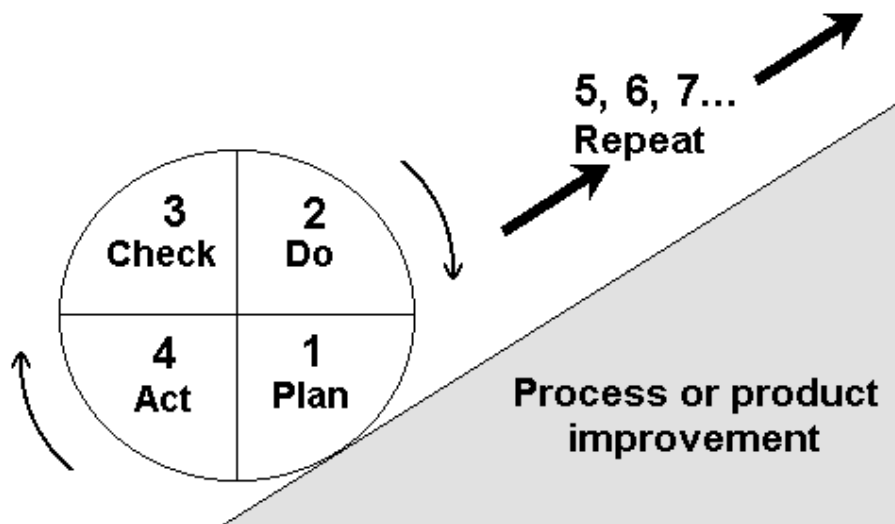 5, 6, 7...
Repeat
3
Check
2
Do
4
Act
1
Plan
Process or product
improvement